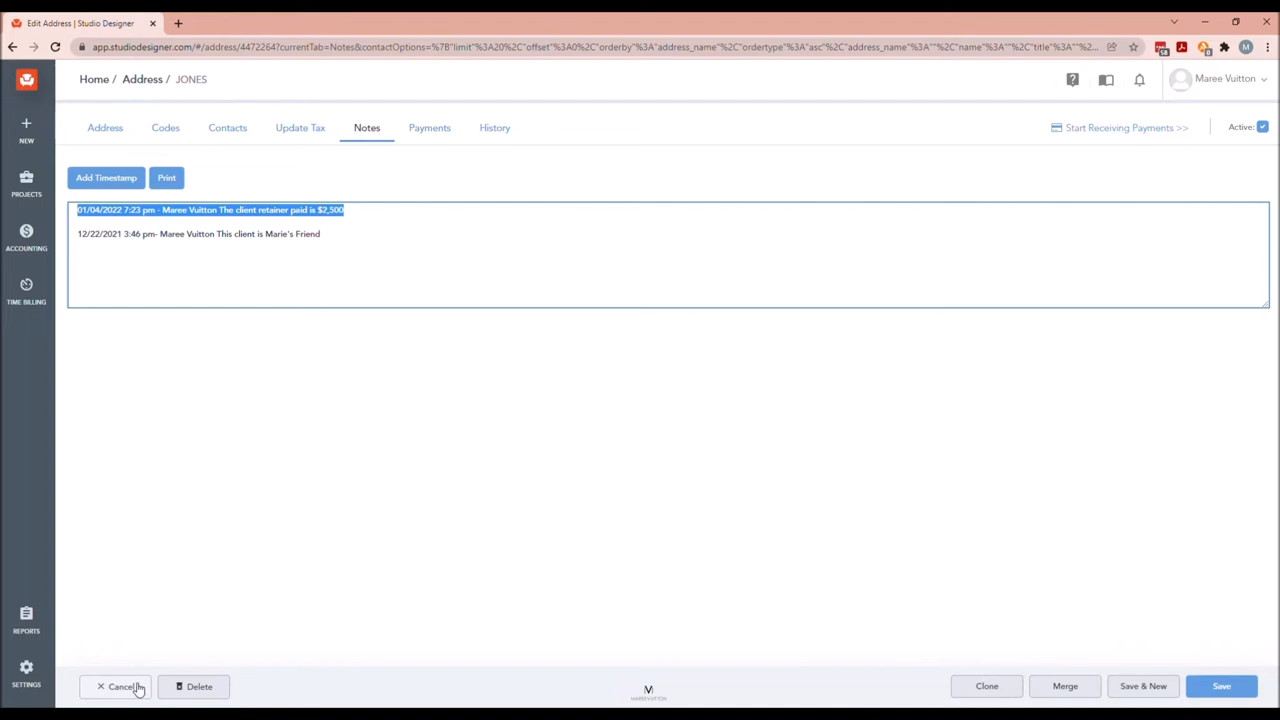 Edit Address | Studio Designer
app.studiodesigner.com/#/address/4472264?currentTab=Notes&contactOptions=%7B"limit"%3A20%2C"offset"%3A0%2C"orderby"%3A"address_name"%2C"ordertype"%3A"asc"%2C"address_name"%3A""%2C"name"%3A""%2C"title"%3A""%2C"...
58
0
M
Home / Address / JONES
Maree Vuitton
NEW
Address Codes Contacts Update Tax Notes Payments History
Start Receiving Payments >>
Active:
Add Timestamp Print
PROJECTS
01/04/2022 7:23 pm - Maree Vuitton The client retainer paid is $2,500
12/22/2021 3:46 pm- Maree Vuitton This client is Marie's Friend
ACCOUNTING
TIME BILLING
REPORTS
SETTINGS
Cancel Delete
M
MAREEVUITTON
Clone Merge Save & New Save